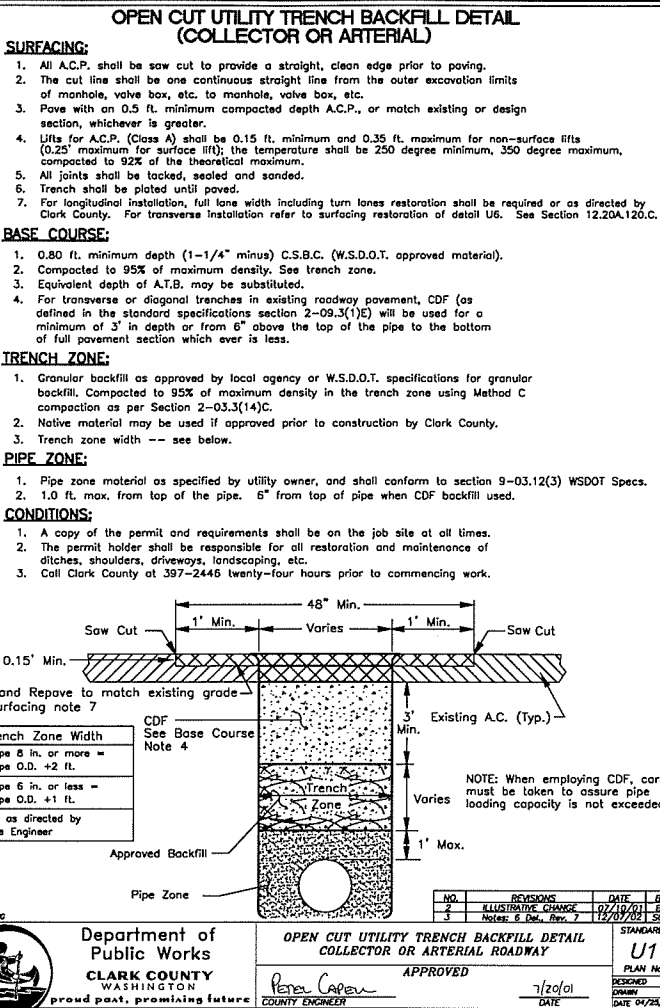 OPEN CUT UTILITY TRENCH BACKFILL DETAIL
(COLLECTOR OR ARTERIAL)
SURFACING:
1. All A.C.P. shall be saw cut to provide a straight, clean edge prior to paving.
2. The cut line shall be one continuous straight line from the outer excavation limits
of manhole, valve box, etc. to manhole, valve box, etc.
3. Pave with an 0.5 ft. minimum compacted depth A.C.P., or match existing or design
section, whichever is greater.
4. Lifts for A.C.P. (Class A) shall be 0.15 ft. minimum and 0.35 ft. maximum for non-surface lifts
(0.25' maximum for surface lift); the temperature shall be 250 degree minimum, 350 degree maximum,
compacted to 92% of the theoretical maximum.
5. All joints shall be tacked, sealed and sanded.
6. Trench shall be plated until paved.
7. For longitudinal installation, full lane width including turn lanes restoration shall be required or as directed by
Clark County. For transverse installation refer to surfacing restoration of detail U6. See Section 12.20A.120.C.
BASE COURSE:
1. 0.80 ft. minimum depth (1-1/4" minus) C.S.B.C. (W.S.D.O.T. approved material).
2. Compacted to 95% of maximum density. See trench zone.
3. Equivalent depth of A.T.B. may be substituted.
4. For transverse or diagonal trenches in existing roadway pavement, CDF (as
defined in the standard specifications section 2-09.3(1)E) will be used for a
minimum of 3' in depth or from 6" above the top of the pipe to the bottom
of full pavement section which ever is less.
TRENCH ZONE:
1. Granular backfill as approved by local agency or W.S.D.O.T. specifications for granular
backfill. Compacted to 95% of maximum density in the trench zone using Method C
compaction as per Section 2-03.3(14)C.
2. Native material may be used if approved prior to construction by Clark County.
3. Trench zone width -- see below.
PIPE ZONE:
1. Pipe zone material as specified by utility owner, and shall conform to section 9-03.12(3) WSDOT Specs.
2. 1.0 ft. max. from top of the pipe. 6" from top of pipe when CDF backfill used.
CONDITIONS:
1. A copy of the permit and requirements shall be on the job site at all times.
2. The permit holder shall be responsible for all restoration and maintenance of
ditches, shoulders, driveways, landscaping, etc.
3. Call Clark County at 397-2446 twenty-four hours prior to commencing work.
48" Min.
Saw Cut
1' Min.
Varies
1' Min.
Saw Cut
0.15' Min.
and Repave to match existing grade
urfacing note 7
CDF
See Base Course
Note 4
3'
Min.
Existing A.C. (Typ.)
ench Zone Width
pe 8 in. or more =
pe O.D. +2 ft.
pe 6 in. or less =
pe O.D. +1 ft.
as directed by
e Engineer
Trench
Zone
Varies
NOTE: When employing CDF, car
must be taken to assure pipe
loading capacity is not exceede
Approved Backfill
1' Max.
Pipe Zone
NO. REVISIONS DATE B
2 ILLUSTRATIVE CHANGE 07/10/01
3 Notes: 6 Del., Rev. 7 12/07/02
Department of
Public Works
CLARK COUNTY
WASHINGTON
proud past, promising future
OPEN CUT UTILITY TRENCH BACKFILL DETAIL
COLLECTOR OR ARTERIAL ROADWAY
APPROVED
Peter Capell
COUNTY ENGINEER
7/20/01
DATE
STANDAR
U1
PLAN No
DESIGNED
DRAWN
DATE